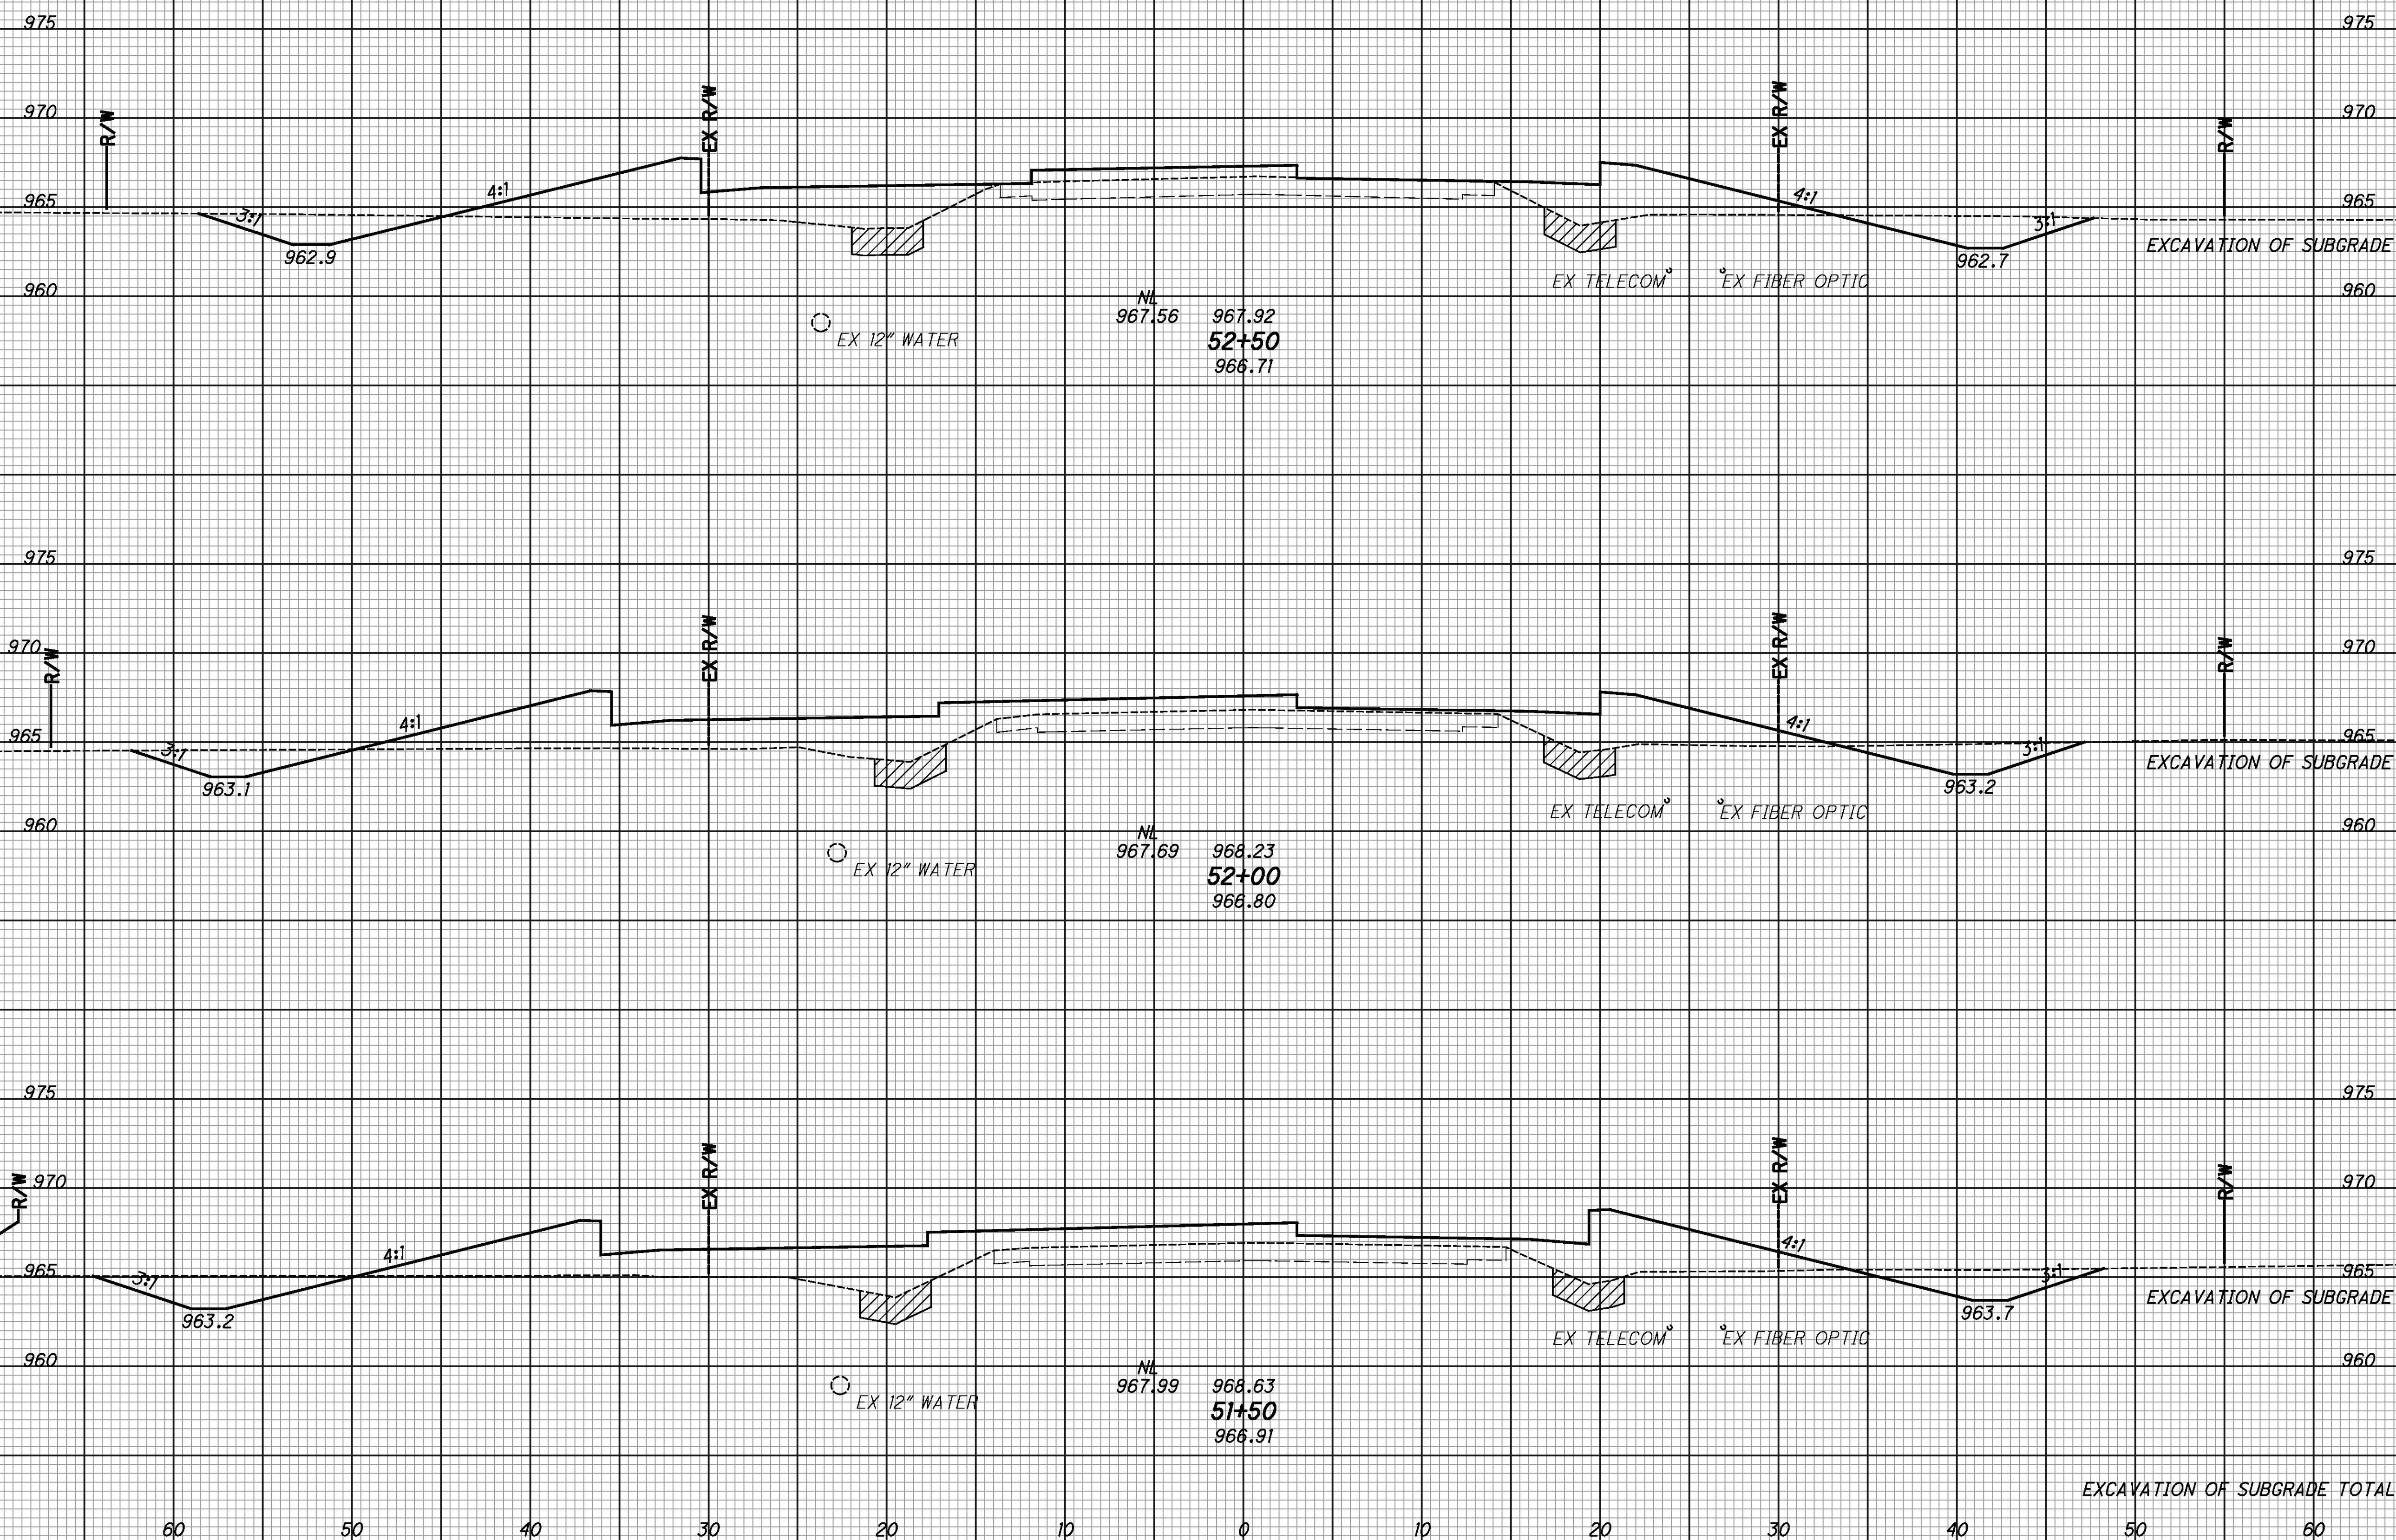 975 975
EX R/W EX R/W
970 970
R/W R/W
4:1 4:1
965 3:1 3:1 965
EXCAVATION OF SUBGRADE
962.9 962.7
EX TELECOM EX FIBER OPTIC
960 NL 960
967.56 967.92
EX 12" WATER 52+50
966.71
975 975
EX R/W EX R/W
970 R/W R/W 970
4:1 4:1
965 3:1 3:1 965
EXCAVATION OF SUBGRADE
963.1 963.2
EX TELECOM EX FIBER OPTIC
960 NL 960
967.69 968.23
EX 12" WATER 52+00
966.80
975 975
EX R/W EX R/W
R/W 970 R/W 970
4:1 4:1
965 3:1 3:1 965
EXCAVATION OF SUBGRADE
963.2 963.7
EX TELECOM EX FIBER OPTIC
960 NL 960
967.99 968.63
EX 12" WATER 51+50
966.91
EXCAVATION OF SUBGRADE TOTAL
60 50 40 30 20 10 0 10 20 30 40 50 60